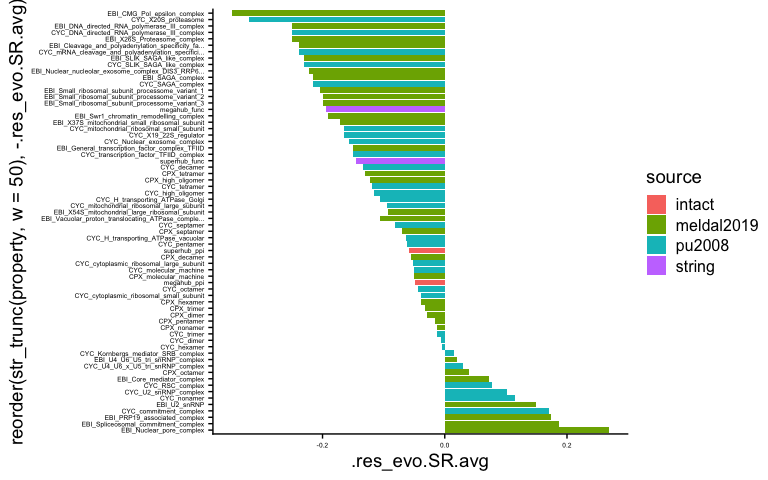 reorder(str_trunc(property, w = 50), -.res_evo.SR.avg)
EBI_CMG_Pol_epsilon_complex
CYC_X20S_proteasome
EBI_DNA_directed_RNA_polymerase_III_complex
CYC_DNA_directed_RNA_polymerase_III_complex
EBI_X26S_Proteasome_complex
EBI_Cleavage_and_polyadenylation_specificity_fa...
CYC_mRNA_cleavage_and_polyadenylation_specifici...
EBI_SLIK_SAGA_like_complex
CYC_SLIK_SAGA_like_complex
EBI_Nuclear_nucleolar_exosome_complex_DIS3_RRP6...
EBI_SAGA_complex
CYC_SAGA_complex
EBI_Small_ribosomal_subunit_processome_variant_1
EBI_Small_ribosomal_subunit_processome_variant_2
EBI_Small_ribosomal_subunit_processome_variant_3
megahub_func
EBI_Swr1_chromatin_remodelling_complex
EBI_X37S_mitochondrial_small_ribosomal_subunit
CYC_mitochondrial_ribosomal_small_subunit
CYC_X19_22S_regulator
CYC_Nuclear_exosome_complex
EBI_General_transcription_factor_complex_TFIID
CYC_transcription_factor_TFIID_complex
superhub_func
CYC_decamer
CPX_tetramer
CPX_high_oligomer
CYC_tetramer
CYC_high_oligomer
CYC_H_transporting_ATPase_Golgi
CYC_mitochondrial_ribosomal_large_subunit
EBI_X54S_mitochondrial_large_ribosomal_subunit
EBI_Vacuolar_proton_translocating_ATPase_comple...
CYC_septamer
CPX_septamer
CYC_H_transporting_ATPase_vacuolar
CYC_pentamer
superhub_ppi
CPX_decamer
CYC_cytoplasmic_ribosomal_large_subunit
CYC_molecular_machine
CPX_molecular_machine
megahub_ppi
CYC_octamer
CYC_cytoplasmic_ribosomal_small_subunit
CPX_hexamer
CPX_trimer
CPX_dimer
CPX_pentamer
CPX_nonamer
CYC_trimer
CYC_dimer
CYC_hexamer
CYC_Kornbergs_mediator_SRB_complex
EBI_U4_U6_U5_tri_snRNP_complex
CYC_U4_U6_x_U5_tri_snRNP_complex
CPX_octamer
EBI_Core_mediator_complex
CYC_RSC_complex
CYC_U2_snRNP_complex
CYC_nonamer
EBI_U2_snRNP
CYC_commitment_complex
EBI_PRP19_associated_complex
EBI_Spliceosomal_commitment_complex
EBI_Nuclear_pore_complex
-0.2 0.0 0.2
.res_evo.SR.avg
source
intact
meldal2019
pu2008
string